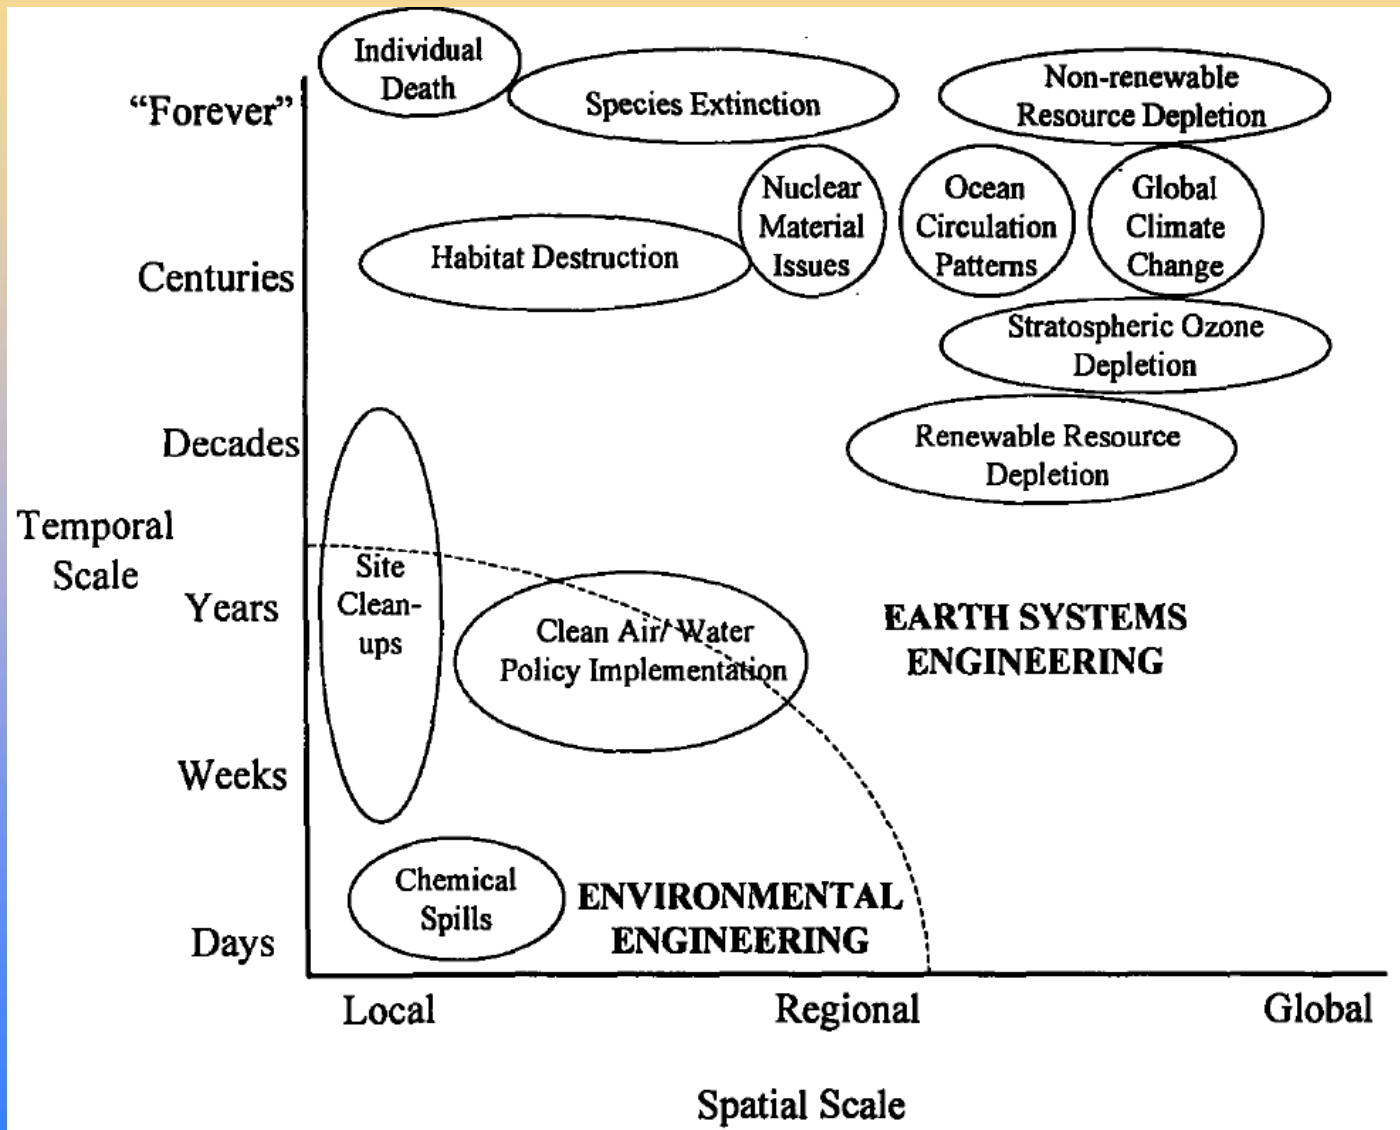 Individual
Death
"Forever"
Species Extinction
Non-renewable
Resource Depletion
Nuclear
Material
Issues
Ocean
Circulation
Patterns
Global
Climate
Change
Habitat Destruction
Centuries
Stratospheric Ozone
Depletion
Decades
Renewable Resource
Depletion
Temporal
Scale
Site
Clean-
ups
Years
Clean Air/ Water
Policy Implementation
EARTH SYSTEMS
ENGINEERING
Weeks
Chemical
Spills
ENVIRONMENTAL
ENGINEERING
Days
Local
Regional
Global
Spatial Scale